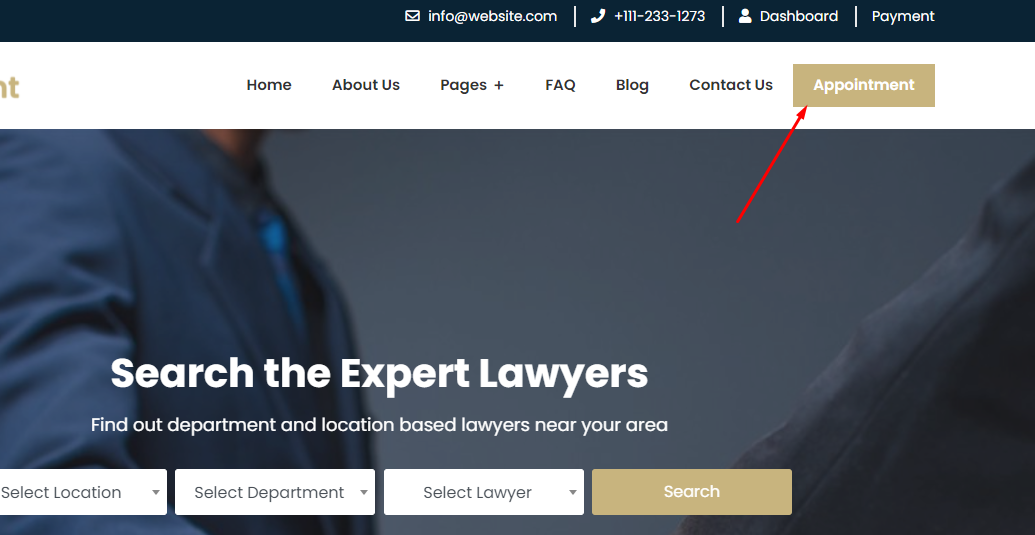 info@website.com +111-233-1273 Dashboard Payment
nt Home About Us Pages + FAQ Blog Contact Us Appointment
Search the Expert Lawyers
Find out department and location based lawyers near your area
Select Location Select Department Select Lawyer Search